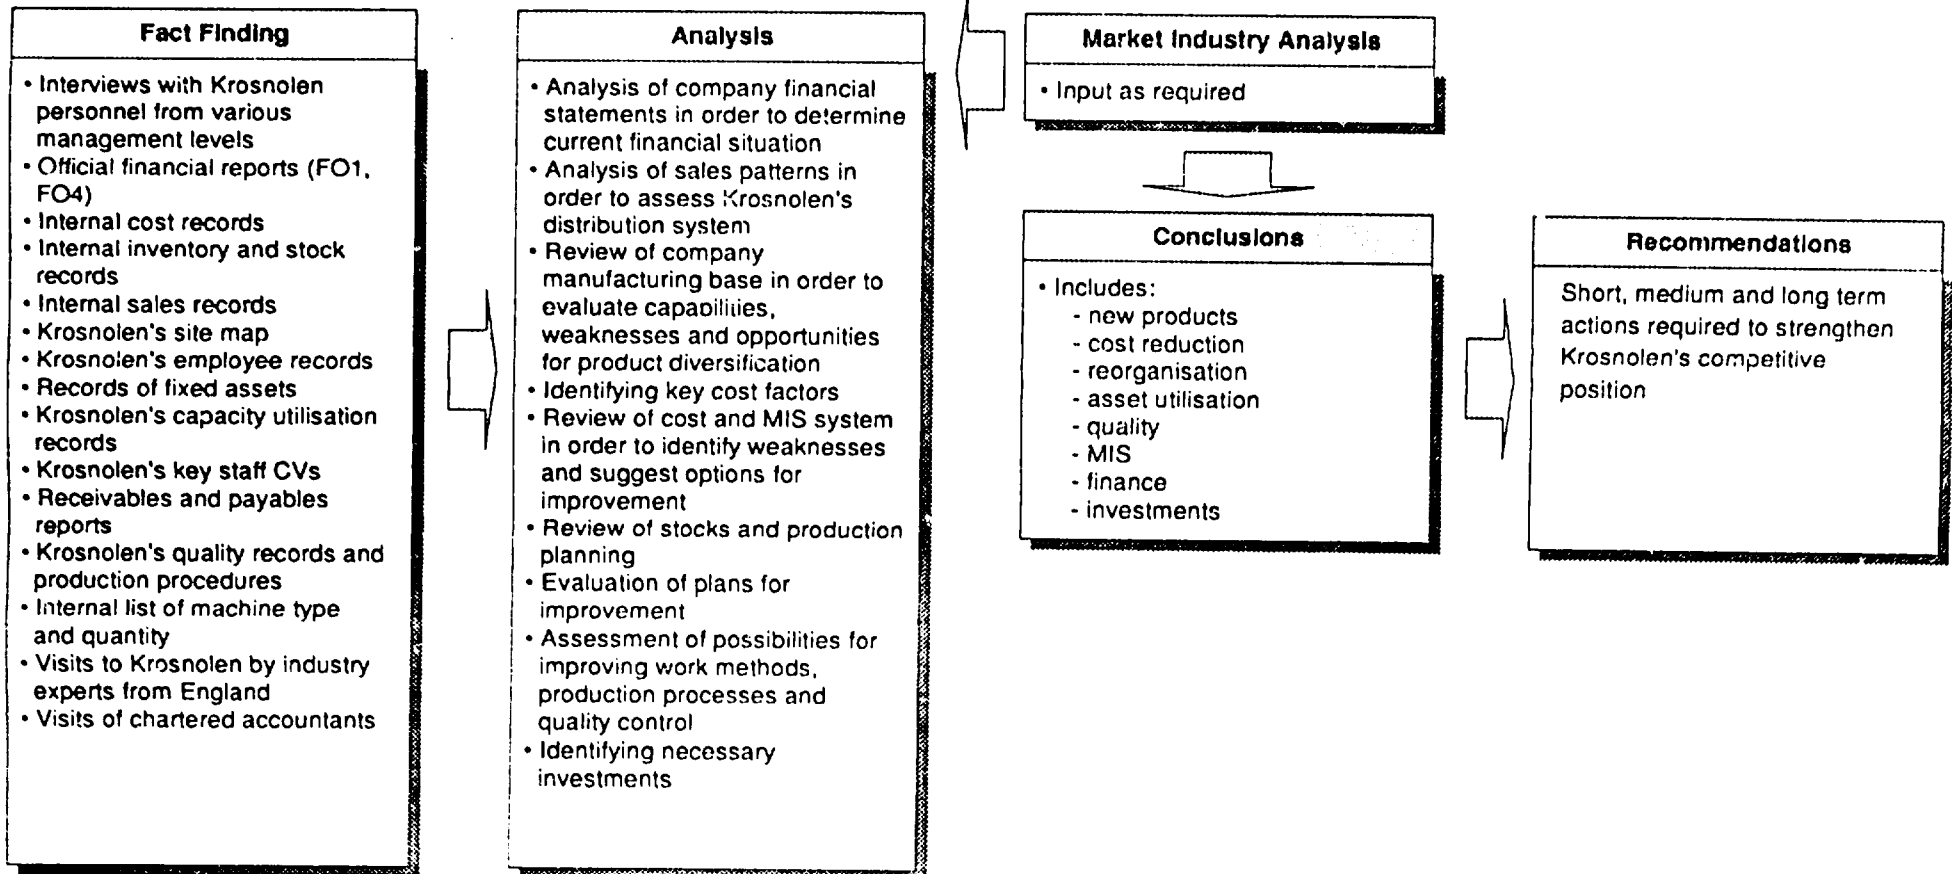 Fact Finding
• Interviews with Krosnolen
personnel from various
management levels
• Official financial reports (FO1,
FO4)
• Internal cost records
• Internal inventory and stock
records
• Internal sales records
• Krosnolen's site map
• Krosnolen's employee records
• Records of fixed assets
• Krosnolen's capacity utilisation
records
• Krosnolen's key staff CVs
• Receivables and payables
reports
• Krosnolen's quality records and
production procedures
• Internal list of machine type
and quantity
• Visits to Krosnolen by industry
experts from England
• Visits of chartered accountants
Analysis
• Analysis of company financial
statements in order to determine
current financial situation
• Analysis of sales patterns in
order to assess Krosnolen's
distribution system
• Review of company
manufacturing base in order to
evaluate capabilities,
weaknesses and opportunities
for product diversification
• Identifying key cost factors
• Review of cost and MIS system
in order to identify weaknesses
and suggest options for
improvement
• Review of stocks and production
planning
• Evaluation of plans for
improvement
• Assessment of possibilities for
improving work methods,
production processes and
quality control
• Identifying necessary
investments
Market Industry Analysis
• Input as required
Conclusions
• Includes:
- new products
- cost reduction
- reorganisation
- asset utilisation
- quality
- MIS
- finance
- investments
Recommendations
Short, medium and long term
actions required to strengthen
Krosnolen's competitive
position